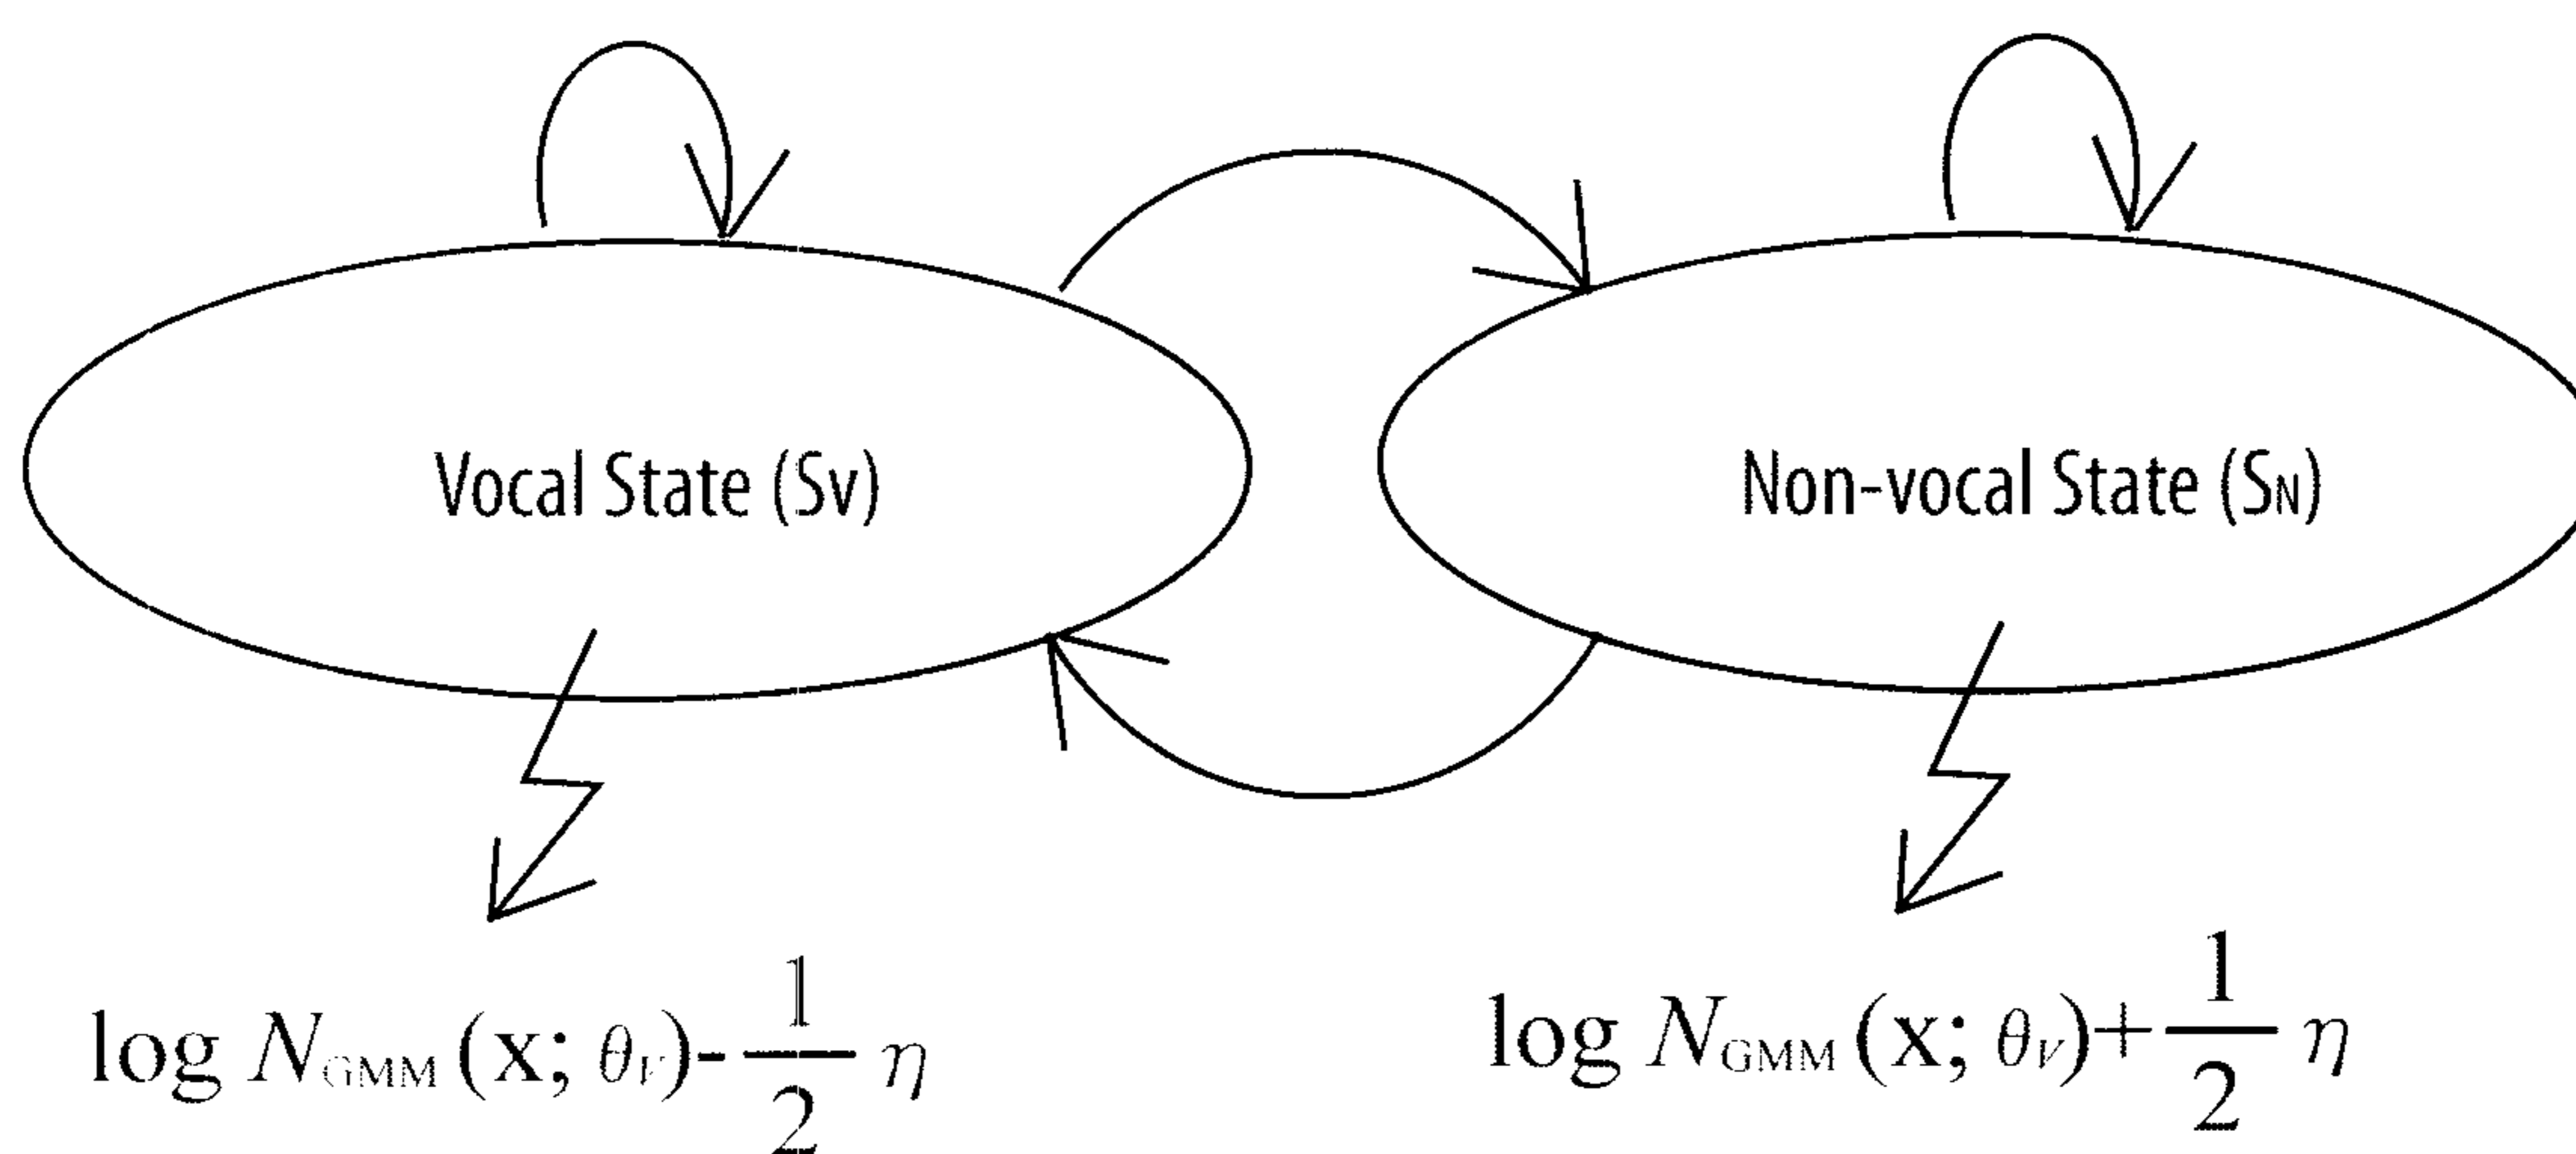 Vocal State (Sv)
Non-vocal State (SN)
log NGMM (x; θV)- 1/2 η
log NGMM (x; θV)+ 1/2 η